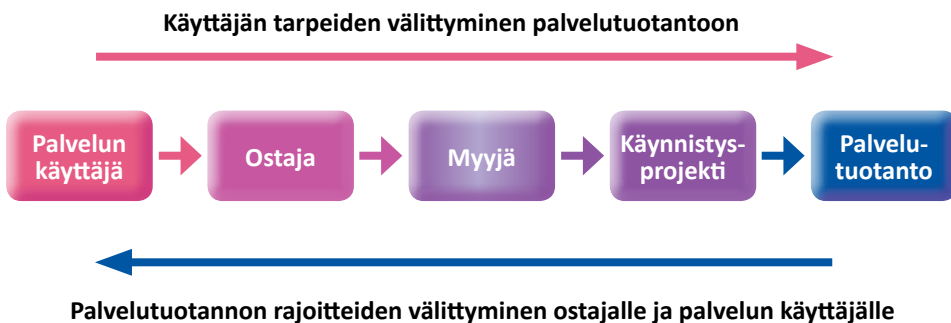 Käyttäjän tarpeiden välittyminen palvelutuotantoon
Palvelun
käyttäjä
Ostaja
Myyjä
Käynnistys-
projekti
Palvelu-
tuotanto
Palvelutuotannon rajoitteiden välittyminen ostajalle ja palvelun käyttäjälle